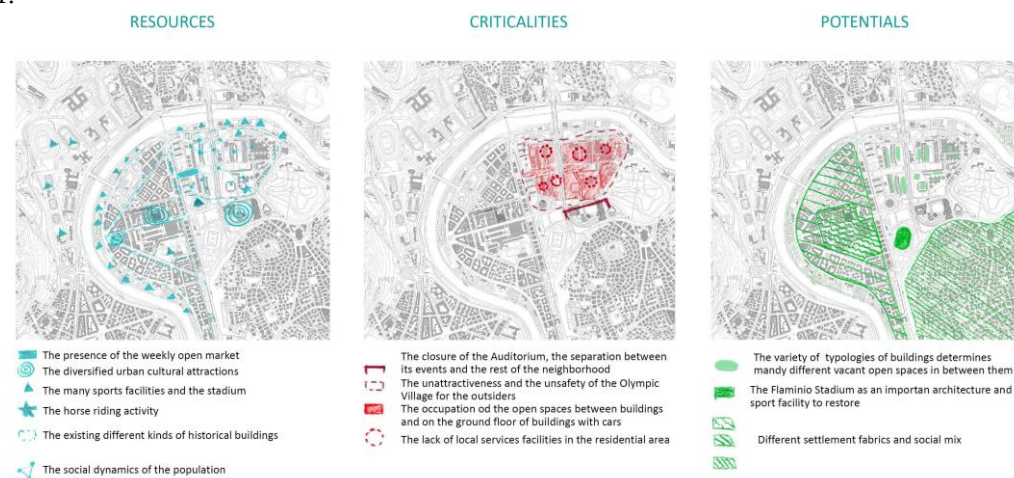 RESOURCES
CRITICALITIES
POTENTIALS
The presence of the weekly open market
The diversified urban cultural attractions
The many sports facilities and the stadium
The horse riding activity
The existing different kinds of historical buildings
The social dynamics of the population
The closure of the Auditorium, the separation between
its events and the rest of the neighborhood
The unattractiveness and the unsafety of the Olympic
Village for the outsiders
The occupation od the open spaces between buildings
and on the ground floor of buildings with cars
The lack of local services facilities in the residential area
The variety of typologies of buildings determines
mandy different vacant open spaces in between them
The Flaminio Stadium as an importan architecture and
sport facility to restore
Different settlement fabrics and social mix